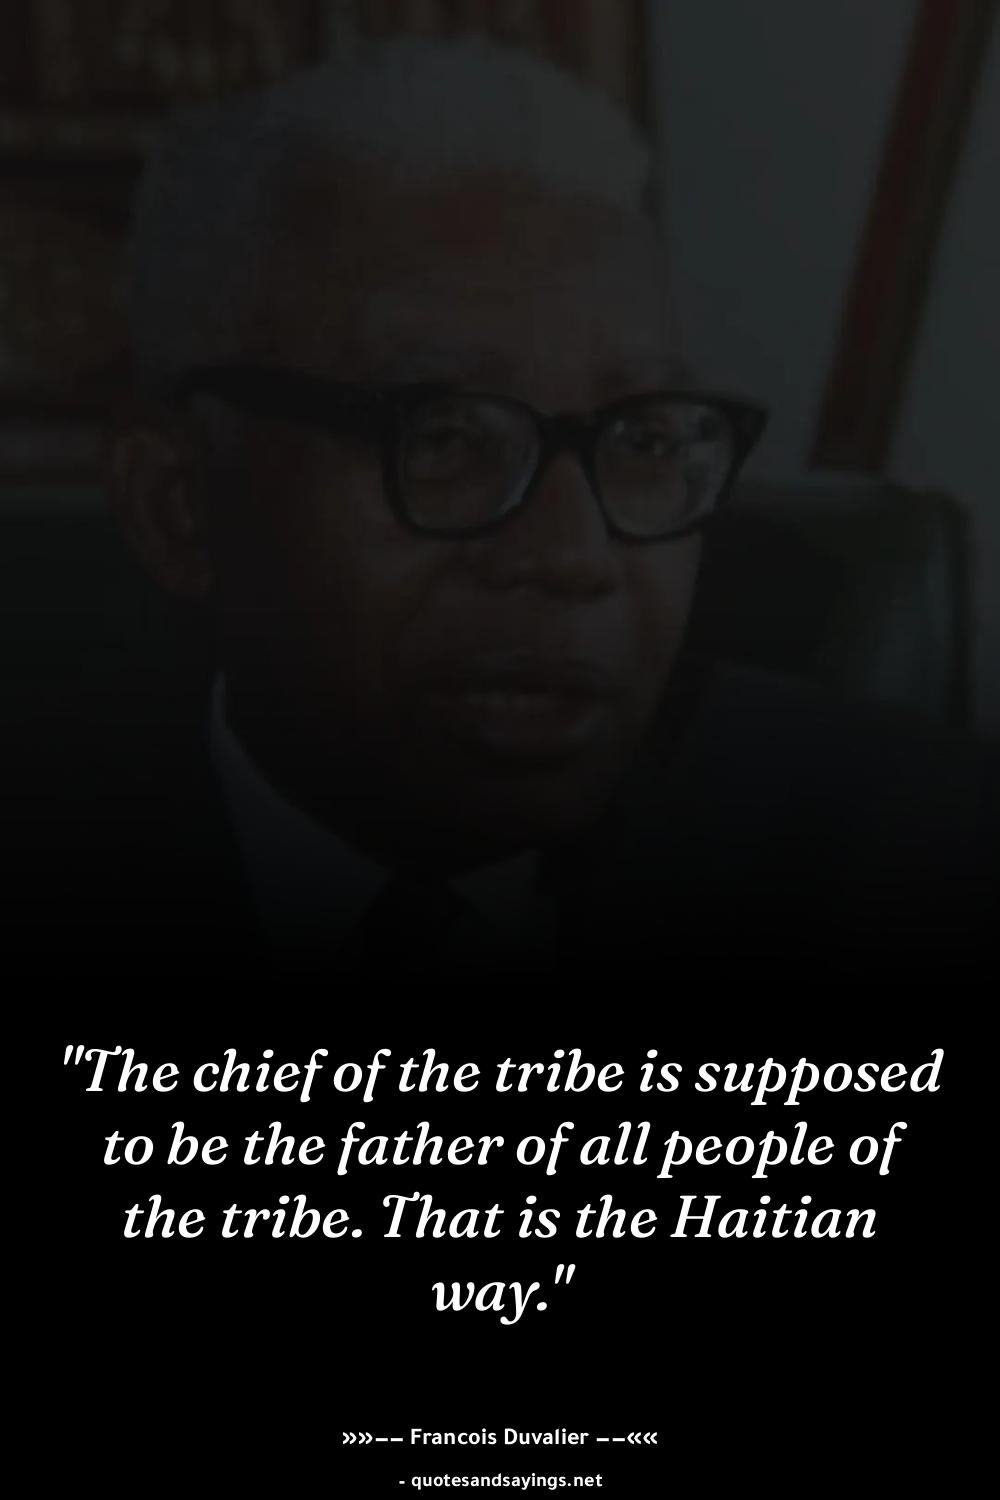 "The chief of the tribe is supposed
to be the father of all people of
the tribe. That is the Haitian
way."
»»−− Francois Duvalier −−««
- quotesandsayings.net